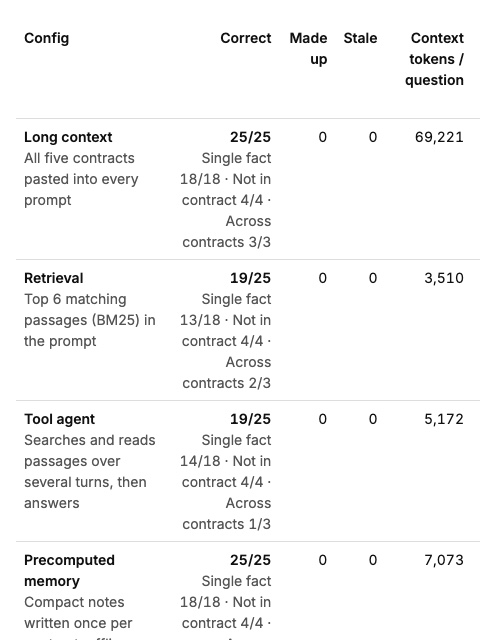 Config Correct Made up Stale Context tokens / question
Long context 25/25 0 0 69,221
All five contracts pasted into every prompt
Single fact 18/18 · Not in contract 4/4 · Across contracts 3/3
Retrieval 19/25 0 0 3,510
Top 6 matching passages (BM25) in the prompt
Single fact 13/18 · Not in contract 4/4 · Across contracts 2/3
Tool agent 19/25 0 0 5,172
Searches and reads passages over several turns, then answers
Single fact 14/18 · Not in contract 4/4 · Across contracts 1/3
Precomputed memory 25/25 0 0 7,073
Compact notes written once per
Single fact 18/18 · Not in contract 4/4 ·